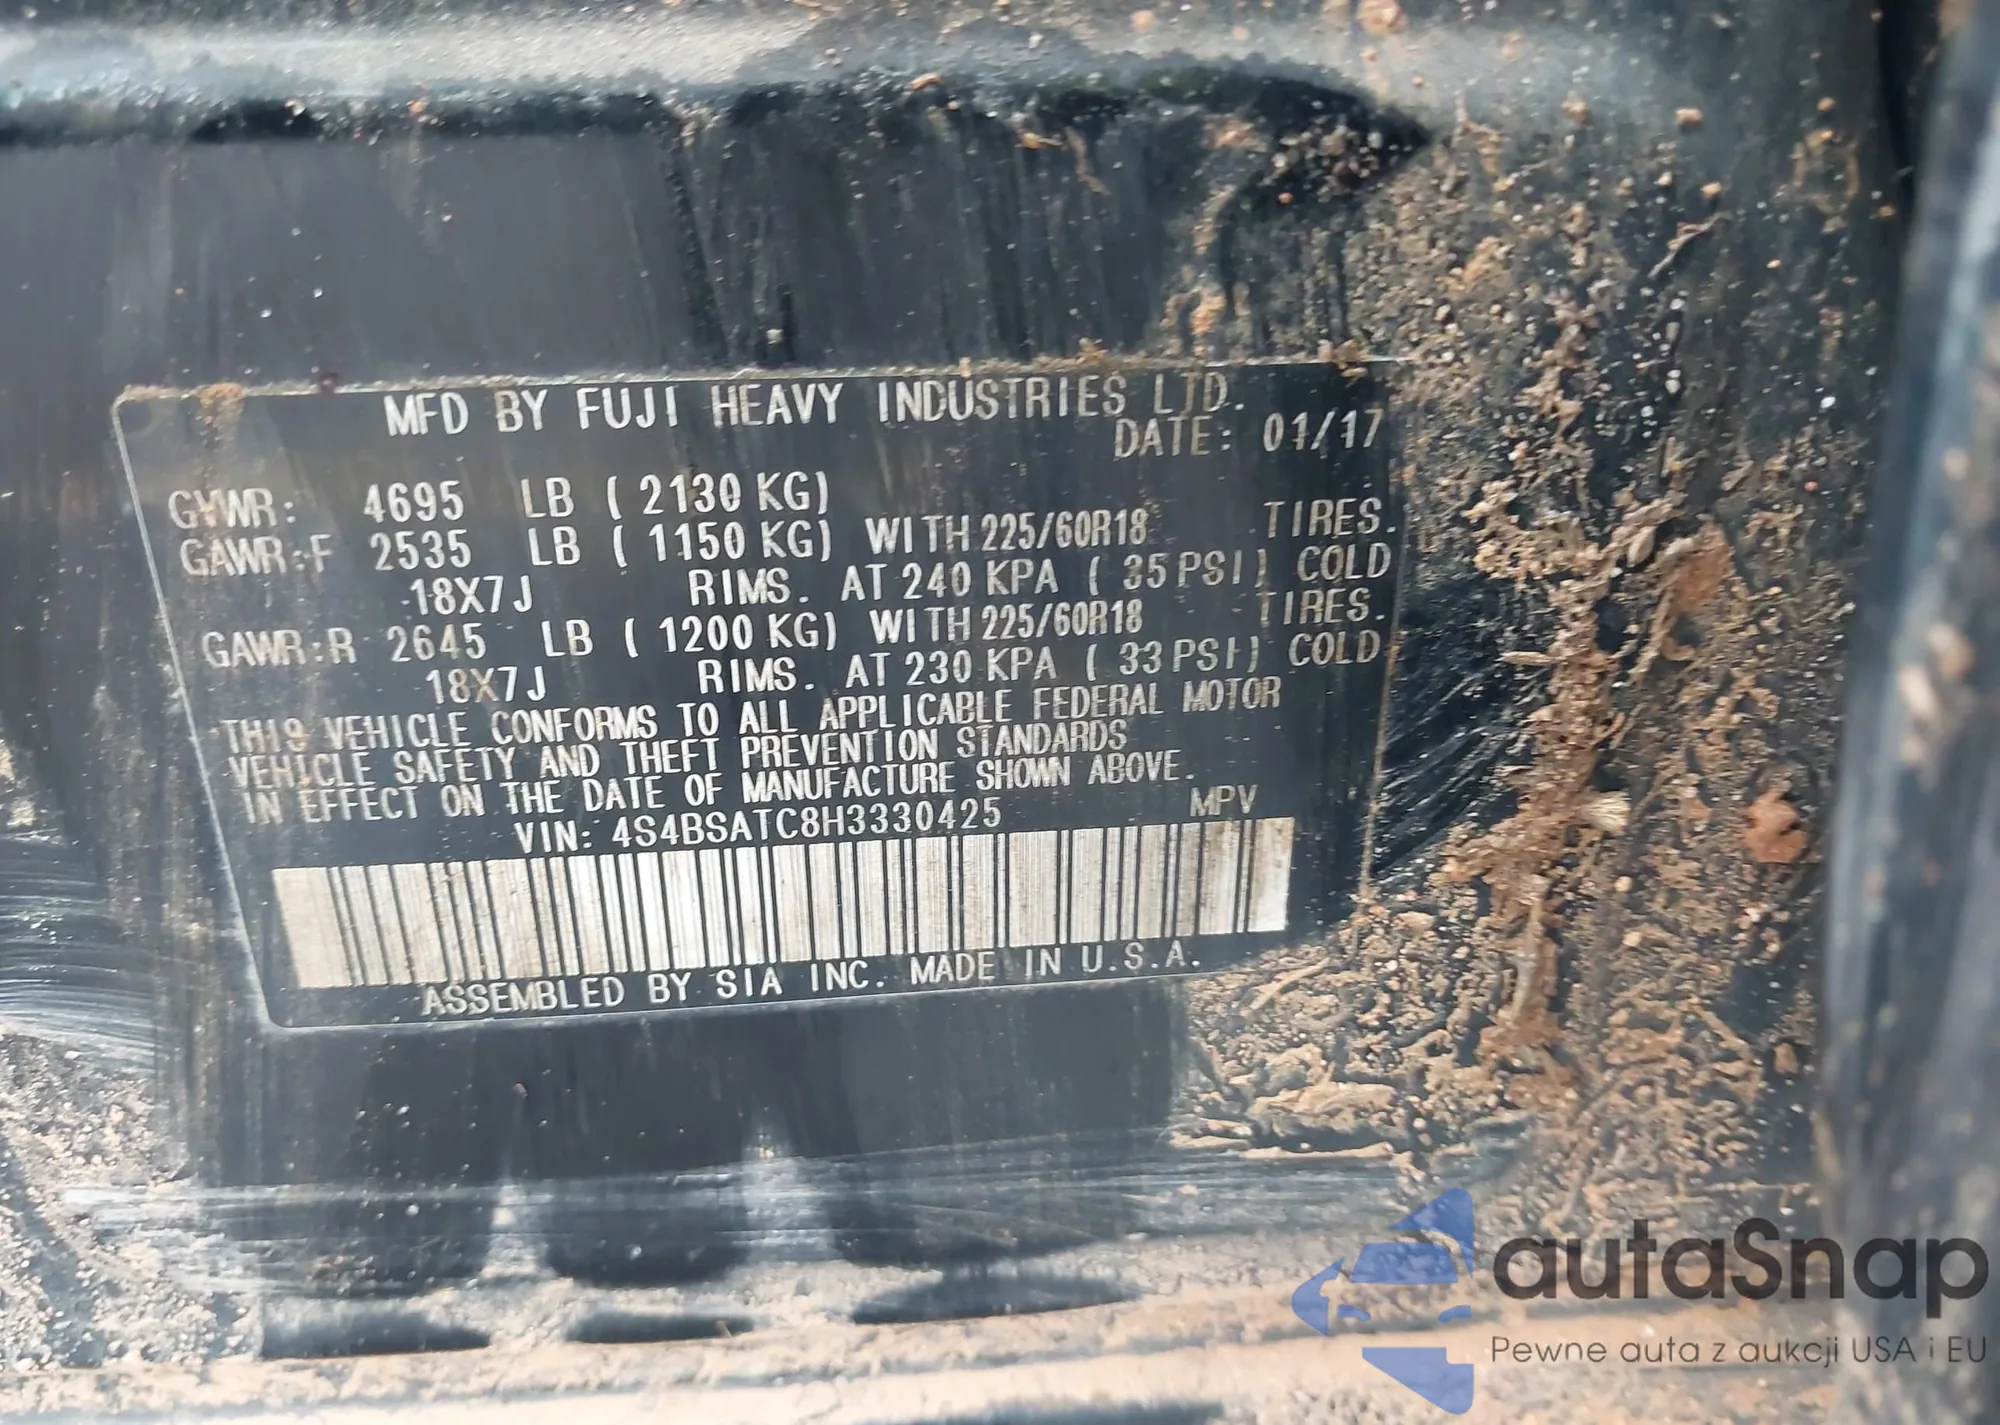 MFD BY FUJI HEAVY INDUSTRIES LTD.
DATE: 01/17
GVWR: 4695 LB ( 2130 KG)
GAWR:F 2535 LB ( 1150 KG) WITH 225/60R18 TIRES.
18X7J RIMS. AT 240 KPA ( 35 PSI) COLD
GAWR:R 2645 LB ( 1200 KG) WITH 225/60R18 TIRES.
18X7J RIMS. AT 230 KPA ( 33 PSI) COLD
THIS VEHICLE CONFORMS TO ALL APPLICABLE FEDERAL MOTOR
VEHICLE SAFETY AND THEFT PREVENTION STANDARDS
IN EFFECT ON THE DATE OF MANUFACTURE SHOWN ABOVE.
VIN: 4S4BSATC8H3330425 MPV
ASSEMBLED BY SIA INC. MADE IN U.S.A.
autaSnap
Pewne auta z aukcji USA i EU